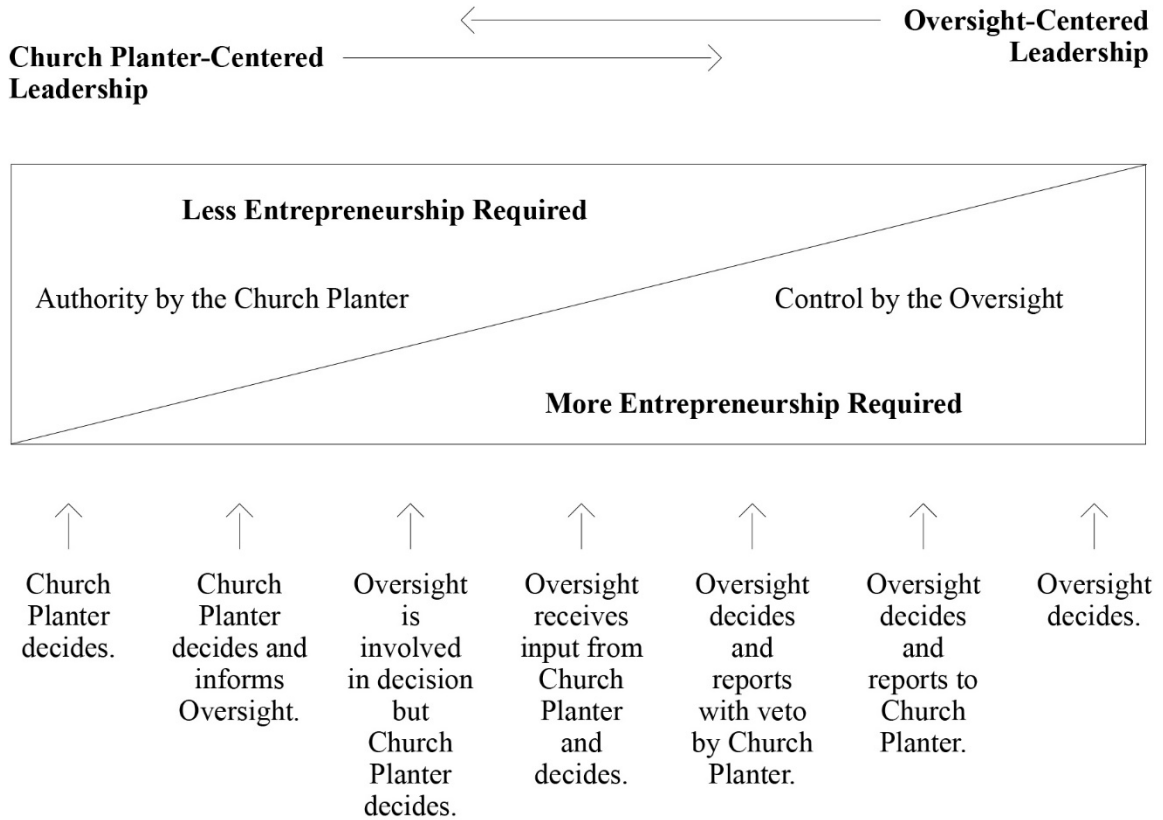 Oversight-Centered
Leadership
Church Planter-Centered
Leadership
Less Entrepreneurship Required
Authority by the Church Planter
Control by the Oversight
More Entrepreneurship Required
Church
Planter
decides.
Church
Planter
decides and
informs
Oversight.
Oversight
is
involved
in decision
but
Church
Planter
decides.
Oversight
receives
input from
Church
Planter
and
decides.
Oversight
decides
and
reports
with veto
by Church
Planter.
Oversight
decides
and
reports to
Church
Planter.
Oversight
decides.